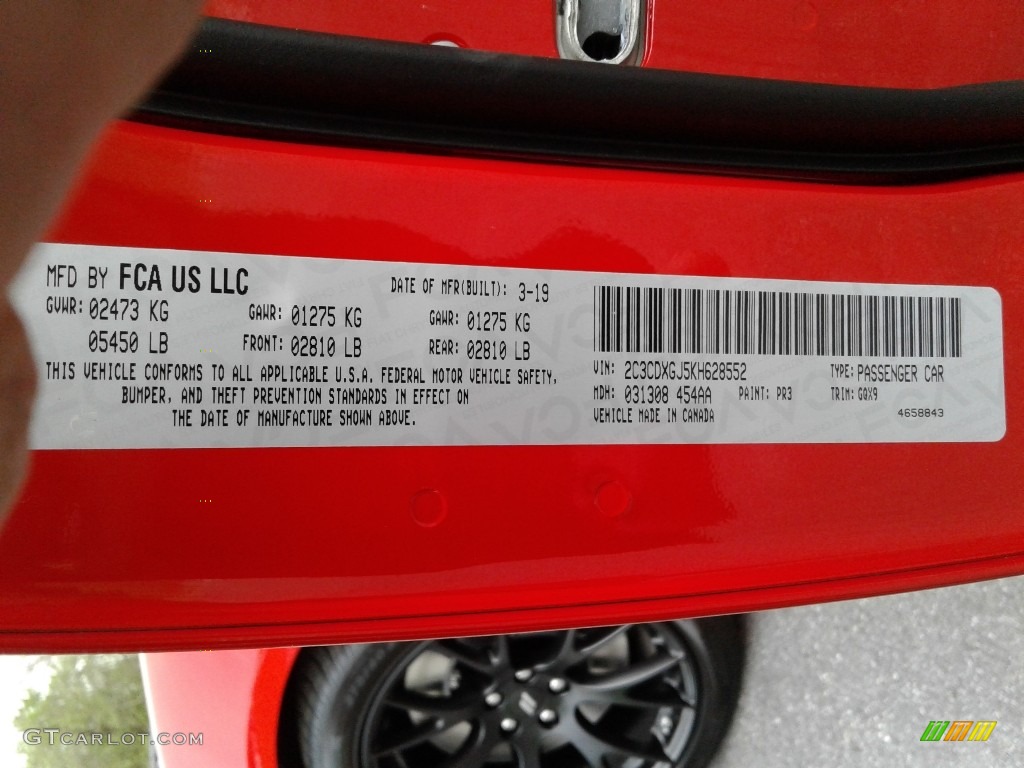 MFD BY FCA US LLC DATE OF MFR(BUILT): 3-19
GVWR: 02473 KG GAWR: 01275 KG GAWR: 01275 KG
05450 LB FRONT: 02810 LB REAR: 02810 LB
THIS VEHICLE CONFORMS TO ALL APPLICABLE U.S.A. FEDERAL MOTOR VEHICLE SAFETY,
BUMPER, AND THEFT PREVENTION STANDARDS IN EFFECT ON
THE DATE OF MANUFACTURE SHOWN ABOVE.
VIN: 2C3CDXGJ5KH628552 TYPE: PASSENGER CAR
MDH: 031308 454AA PAINT: PR3 TRIM: GQX9
VEHICLE MADE IN CANADA 4658843
GTCARLOT.COM